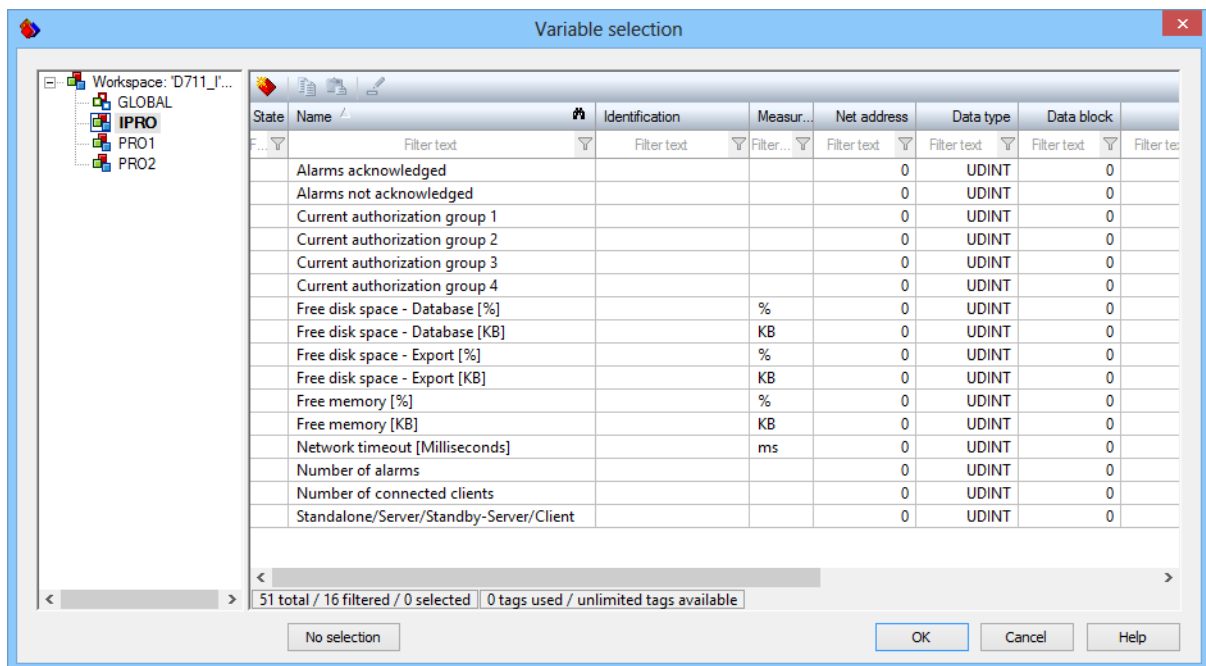 Variable selection
Workspace: 'D711_I'...
GLOBAL
IPRO
PRO1
PRO2
State Name Identification Measur... Net address Data type Data block
F... Filter text Filter text Filter... Filter text Filter text Filter text Filter te
Alarms acknowledged 0 UDINT 0
Alarms not acknowledged 0 UDINT 0
Current authorization group 1 0 UDINT 0
Current authorization group 2 0 UDINT 0
Current authorization group 3 0 UDINT 0
Current authorization group 4 0 UDINT 0
Free disk space - Database [%] % 0 UDINT 0
Free disk space - Database [KB] KB 0 UDINT 0
Free disk space - Export [%] % 0 UDINT 0
Free disk space - Export [KB] KB 0 UDINT 0
Free memory [%] % 0 UDINT 0
Free memory [KB] KB 0 UDINT 0
Network timeout [Milliseconds] ms 0 UDINT 0
Number of alarms 0 UDINT 0
Number of connected clients 0 UDINT 0
Standalone/Server/Standby-Server/Client 0 UDINT 0
51 total / 16 filtered / 0 selected 0 tags used / unlimited tags available
No selection OK Cancel Help